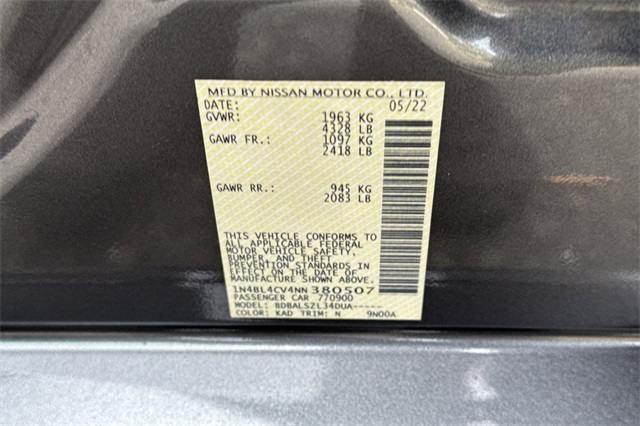 MFD BY NISSAN MOTOR CO., LTD.
DATE: 05/22
GVWR: 1963 KG
4328 LB
GAWR FR.: 1097 KG
2418 LB
GAWR RR.: 945 KG
2083 LB
THIS VEHICLE CONFORMS TO
ALL APPLICABLE FEDERAL
MOTOR VEHICLE SAFETY,
BUMPER, AND THEFT
PREVENTION STANDARDS IN
EFFECT ON THE DATE OF
MANUFACTURE SHOWN ABOVE.
1N4BL4CV4NN380507
PASSENGER CAR 770900
MODEL: BDBALSZL34DUA-----
COLOR: KAD TRIM: N 9N00A